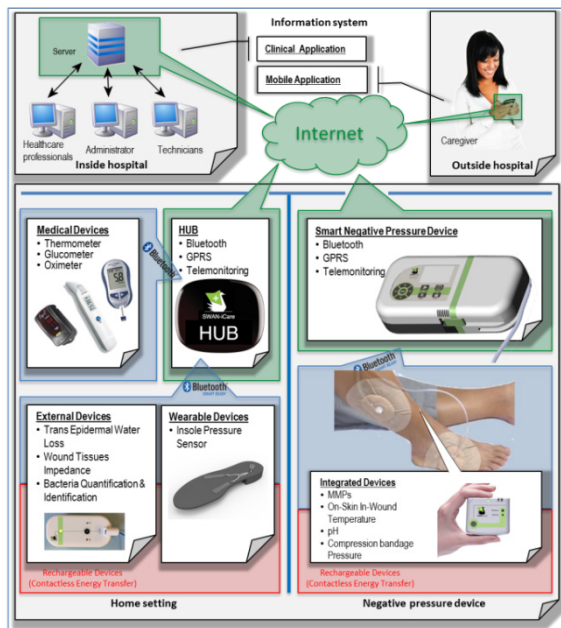 Information system
Server
Clinical Application
Mobile Application
Internet
Healthcare
professionals
Administrator
Technicians
Inside hospital
Caregiver
Outside hospital
Medical Devices
• Thermometer
• Glucometer
• Oximeter
Bluetooth
HUB
• Bluetooth
• GPRS
• Telemonitoring
SWAN-iCare
HUB
Smart Negative Pressure Device
• Bluetooth
• GPRS
• Telemonitoring
Bluetooth
Bluetooth
External Devices
• Trans Epidermal Water
Loss
• Wound Tissues
Impedance
• Bacteria Quantification &
Identification
Wearable Devices
• Insole Pressure
Sensor
Integrated Devices
• MMPs
• On-Skin In-Wound
Temperature
• pH
• Compression bandage
Pressure
Rechargeable Devices
(Contactless Energy Transfer)
Rechargeable Devices
(Contactless Energy Transfer)
Home setting
Negative pressure device